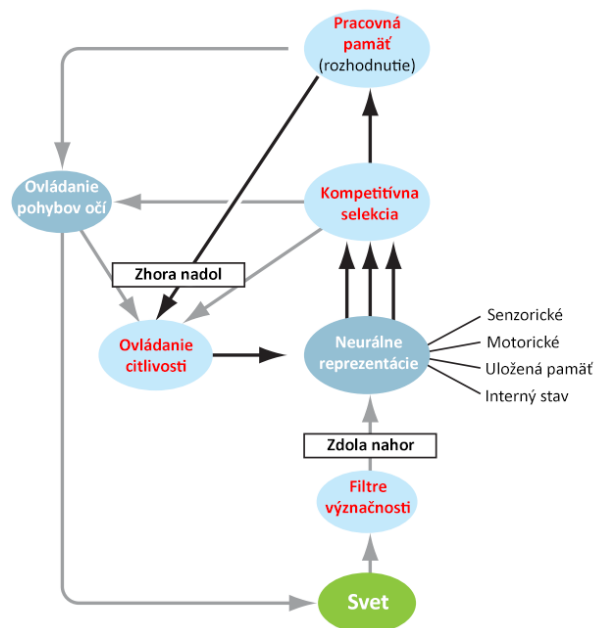 Pracovná
pamäť
(rozhodnutie)
Ovládanie
pohybov očí
Kompetitívna
selekcia
Zhora nadol
Ovládanie
citlivosti
Neurálne
reprezentácie
Senzorické
Motorické
Uložená pamäť
Interný stav
Zdola nahor
Filtre
význačnosti
Svet